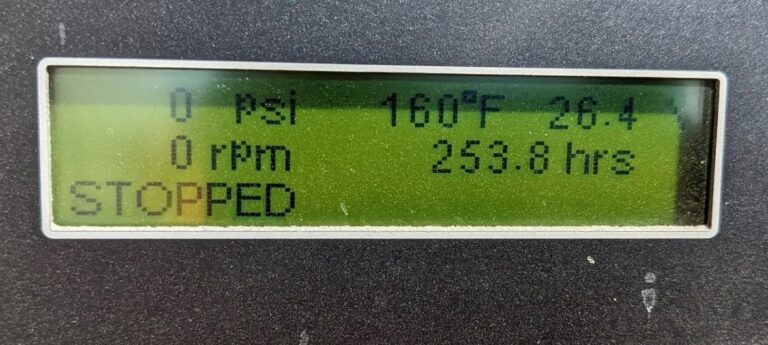 0 psi 160°F 26.4
0 rpm 253.8 hrs
STOPPED